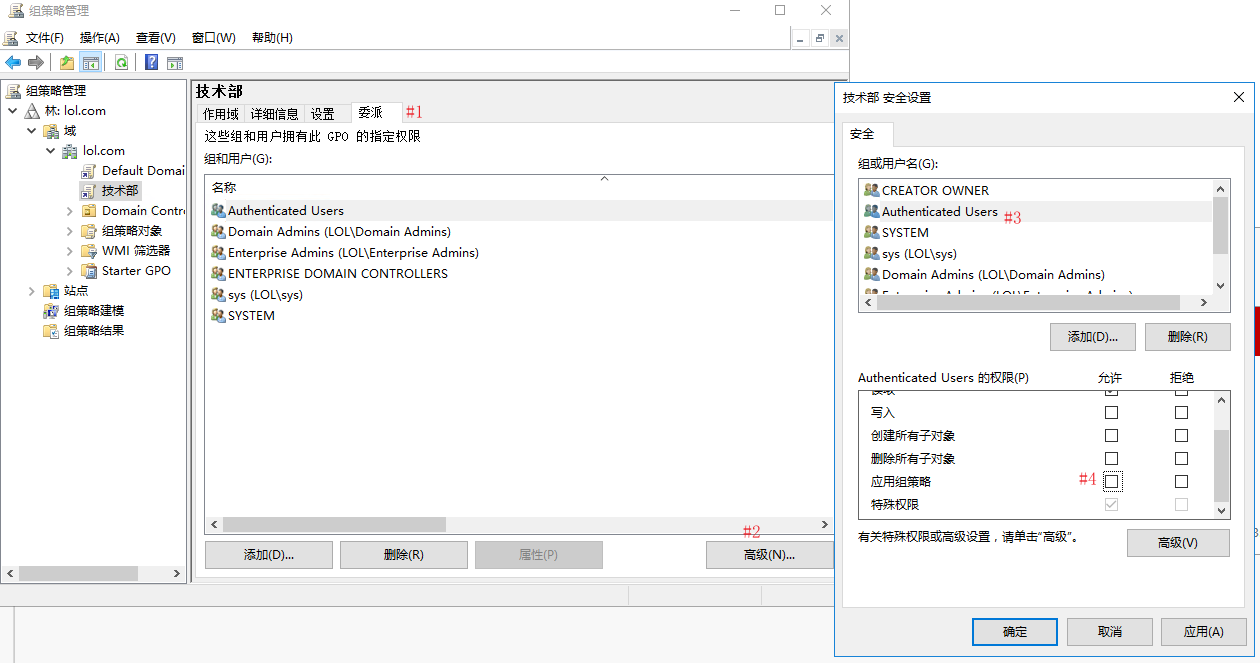 组策略管理
文件(F) 操作(A) 查看(V) 窗口(W) 帮助(H)
组策略管理
林: lol.com
域
lol.com
Default Domai
技术部
Domain Contr
组策略对象
WMI 筛选器
Starter GPO
站点
组策略建模
组策略结果
技术部
作用域 详细信息 设置 委派 #1
这些组和用户拥有此 GPO 的指定权限
组和用户(G):
名称
Authenticated Users
Domain Admins (LOL\Domain Admins)
Enterprise Admins (LOL\Enterprise Admins)
ENTERPRISE DOMAIN CONTROLLERS
sys (LOL\sys)
SYSTEM
#2
添加(D)... 删除(R) 属性(P) 高级(N)...
技术部 安全设置
安全
组或用户名(G):
CREATOR OWNER
Authenticated Users #3
SYSTEM
sys (LOL\sys)
Domain Admins (LOL\Domain Admins)
添加(D)... 删除(R)
Authenticated Users 的权限(P) 允许 拒绝
写入
创建所有子对象
删除所有子对象
应用组策略 #4
特殊权限
有关特殊权限或高级设置，请单击“高级”。
高级(V)
确定 取消 应用(A)